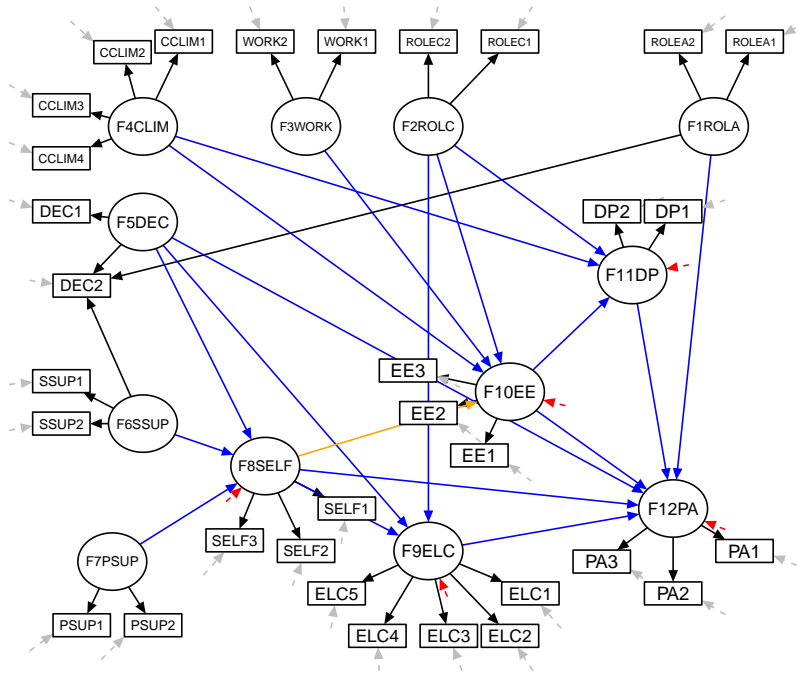 CCLIM1
WORK2
WORK1
ROLEC2
ROLEC1
ROLEA2
ROLEA1
CCLIM2
CCLIM3
F4CLIM
F3WORK
F2ROLC
F1ROLA
CCLIM4
DEC1
F5DEC
DP2
DP1
DEC2
F11DP
EE3
SSUP1
F10EE
EE2
SSUP2
F6SSUP
EE1
F8SELF
SELF1
F12PA
SELF3
SELF2
F9ELC
PA1
F7PSUP
PA3
ELC5
ELC1
PA2
PSUP1
PSUP2
ELC4
ELC3
ELC2